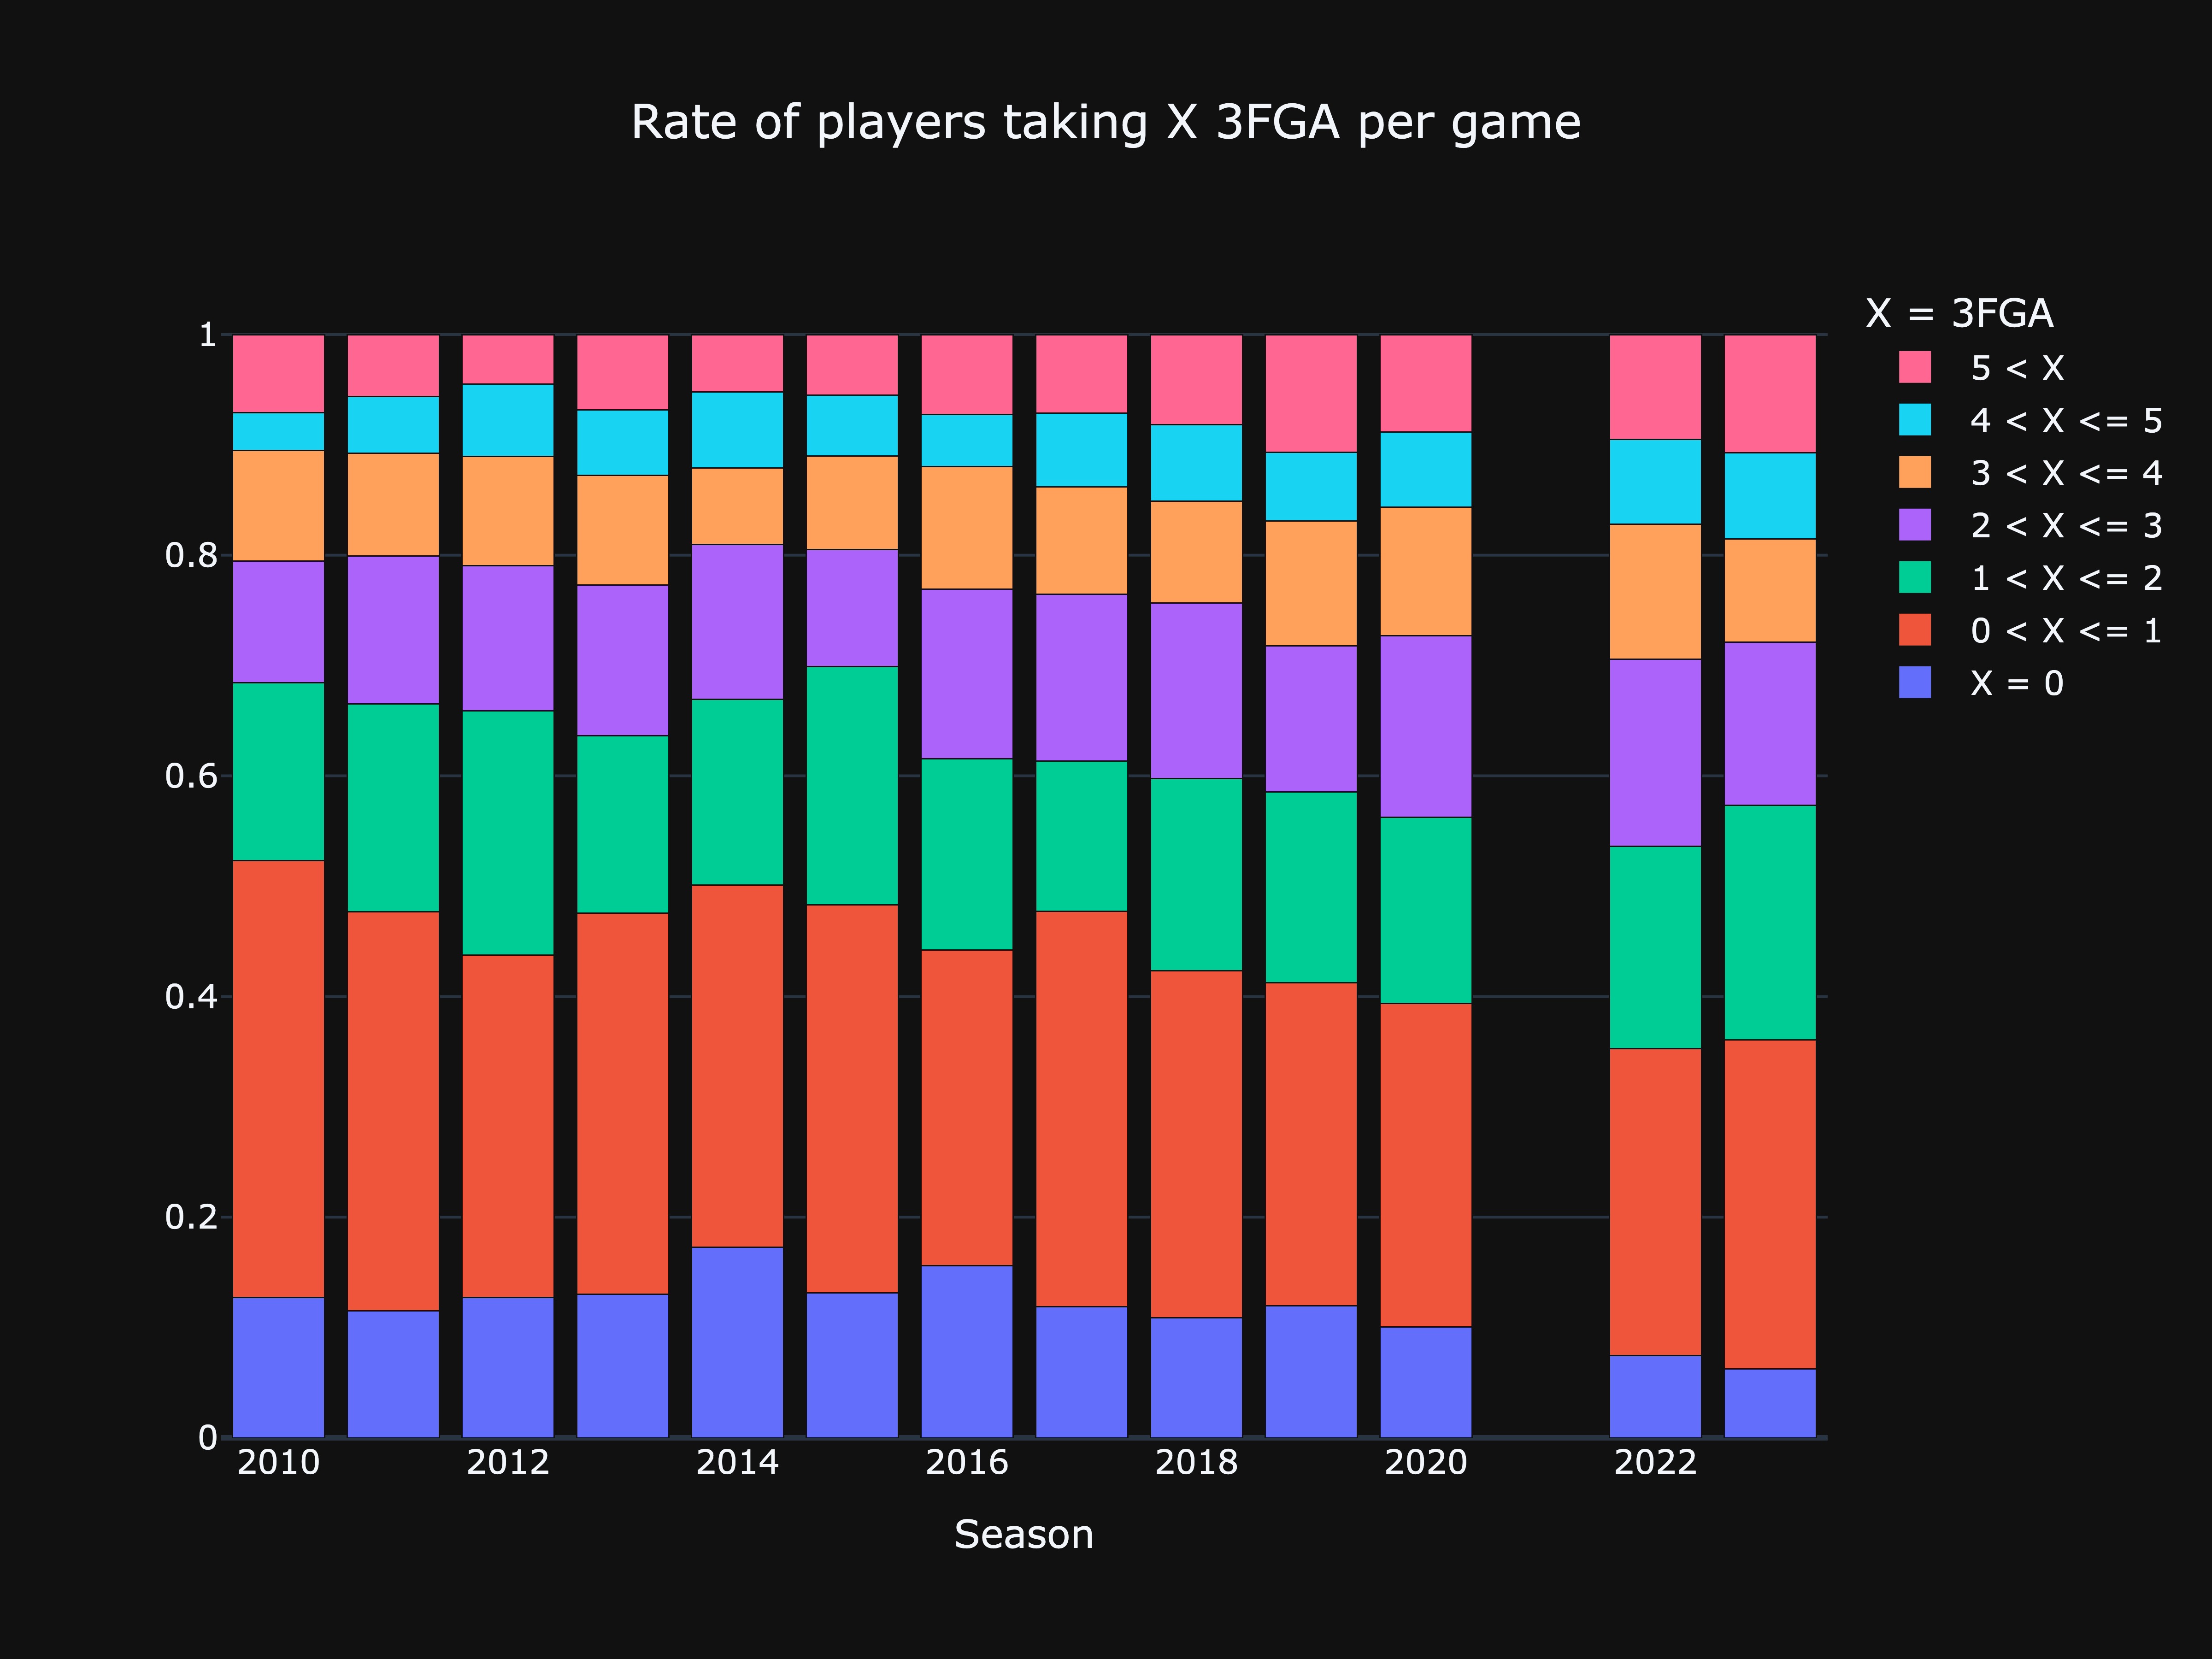 Rate of players taking X 3FGA per game
X = 3FGA
5 < X
4 < X <= 5
3 < X <= 4
2 < X <= 3
1 < X <= 2
0 < X <= 1
X = 0
1
0.8
0.6
0.4
0.2
0
2010 2012 2014 2016 2018 2020 2022
Season